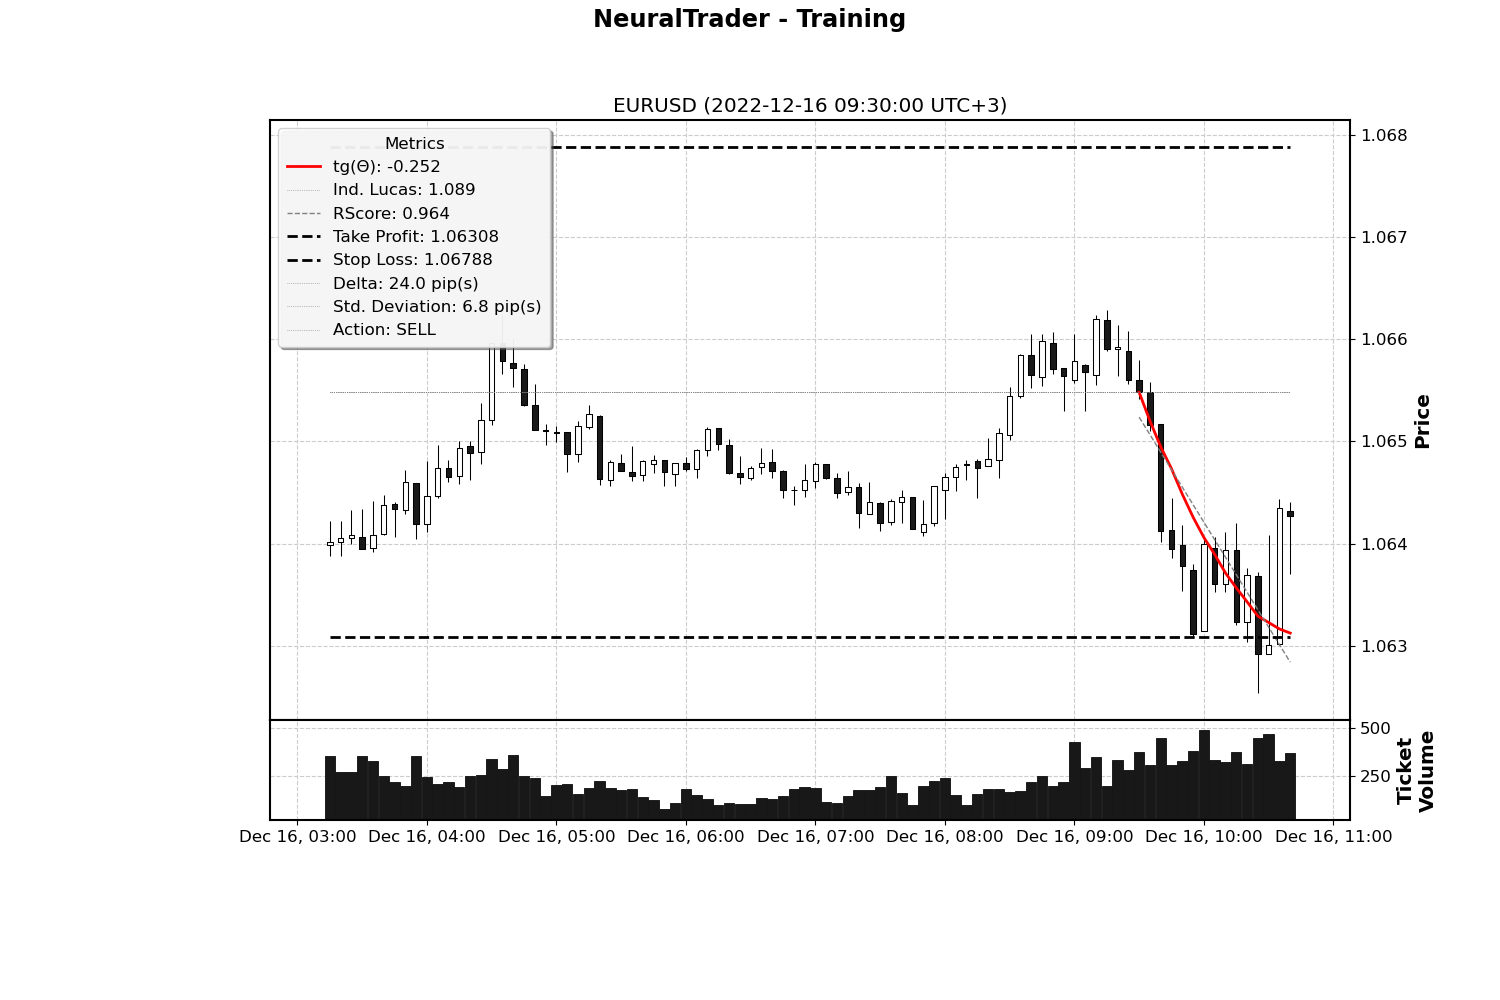 NeuralTrader - Training
EURUSD (2022-12-16 09:30:00 UTC+3)
Metrics
tg(Θ): -0.252
Ind. Lucas: 1.089
RScore: 0.964
Take Profit: 1.06308
Stop Loss: 1.06788
Delta: 24.0 pip(s)
Std. Deviation: 6.8 pip(s)
Action: SELL
1.068
1.067
1.066
1.065
1.064
1.063
Price
500
250
Ticket
Volume
Dec 16, 03:00 Dec 16, 04:00 Dec 16, 05:00 Dec 16, 06:00 Dec 16, 07:00 Dec 16, 08:00 Dec 16, 09:00 Dec 16, 10:00 Dec 16, 11:00